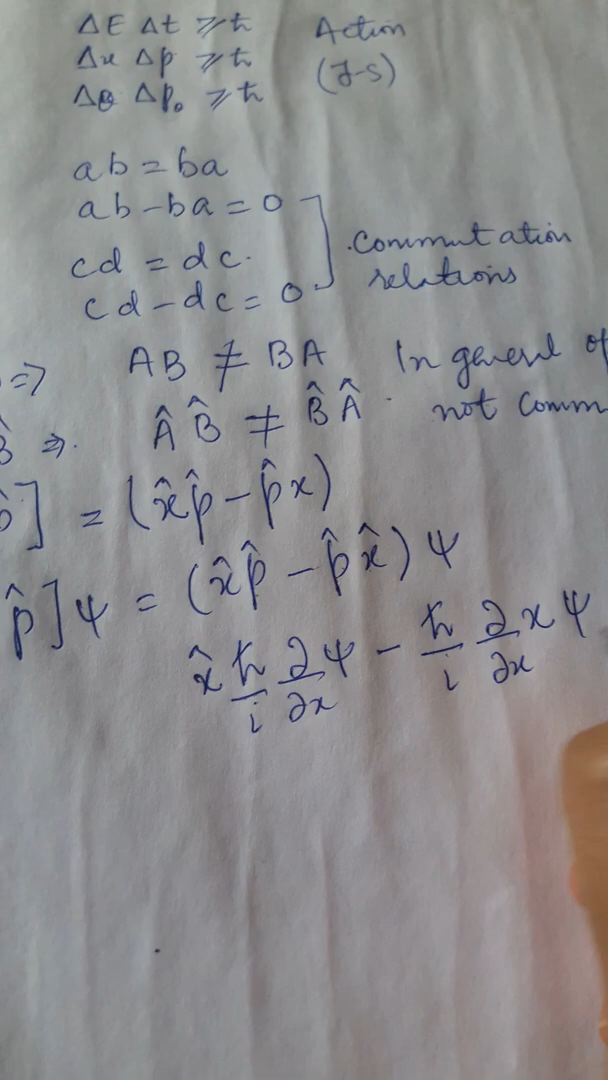 ΔE Δt ⩾ ħ Action
Δx Δp ⩾ ħ (J-S)
Δθ Δp₀ ⩾ ħ
ab = ba
ab - ba = 0
cd = dc.
cd - dc = 0
commutation
relations
=> AB ≠ BA In general of
B̂ ⇒. Â B̂ ≠ B̂ Â . not comm
p̂] = (x̂p̂ - p̂x)
p̂]ψ = (x̂p̂ - p̂x̂)ψ
x̂ ħ/i ∂/∂x ψ - ħ/i ∂/∂x xψ